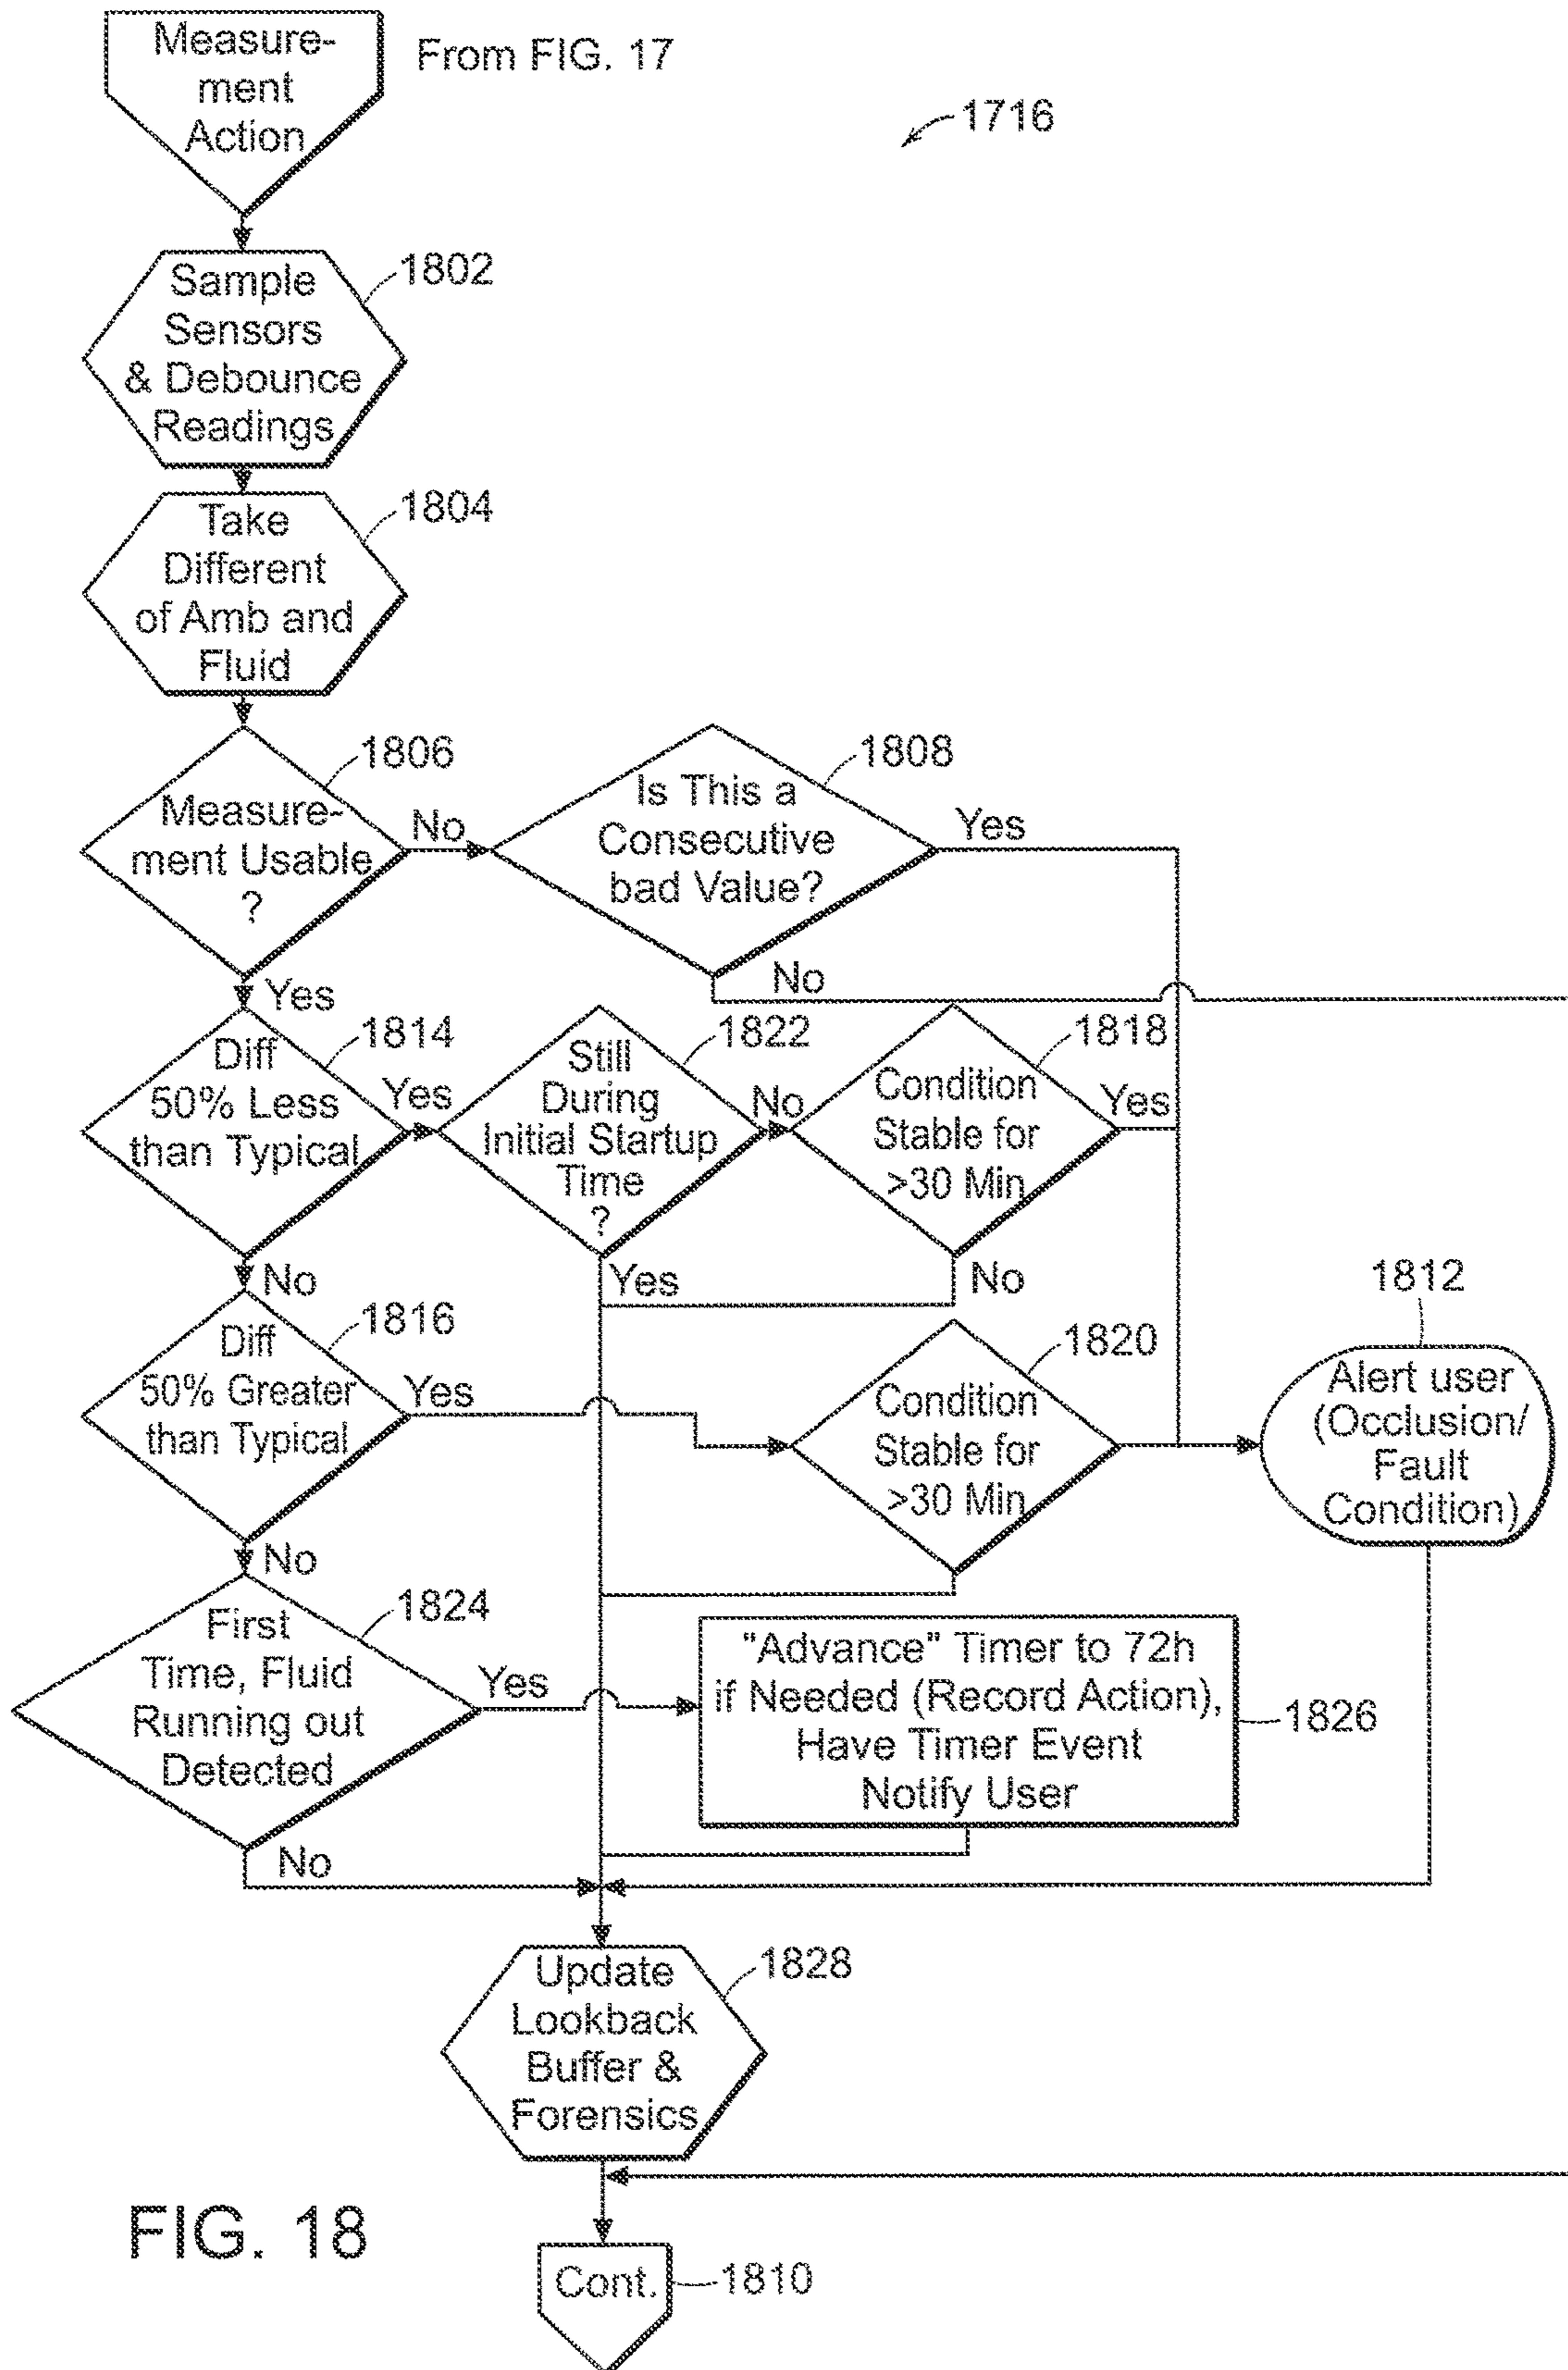 Measure-
ment
Action
From FIG. 17
1716
Sample
Sensors
& Debounce
Readings
1802
Take
Different
of Amb and
Fluid
1804
Measure-
ment Usable
?
1806
No
Is This a
Consecutive
bad Value?
1808
Yes
No
Yes
Diff
50% Less
than Typical
1814
Yes
Still
During
Initial Startup
Time
?
1822
No
Condition
Stable for
>30 Min
1818
Yes
No
Yes
No
Diff
50% Greater
than Typical
1816
Yes
Condition
Stable for
>30 Min
1820
1812
Alert user
(Occlusion/
Fault
Condition)
No
First
Time, Fluid
Running out
Detected
1824
Yes
"Advance" Timer to 72h
if Needed (Record Action),
Have Timer Event
Notify User
1826
No
Update
Lookback
Buffer &
Forensics
1828
FIG. 18
Cont.
1810